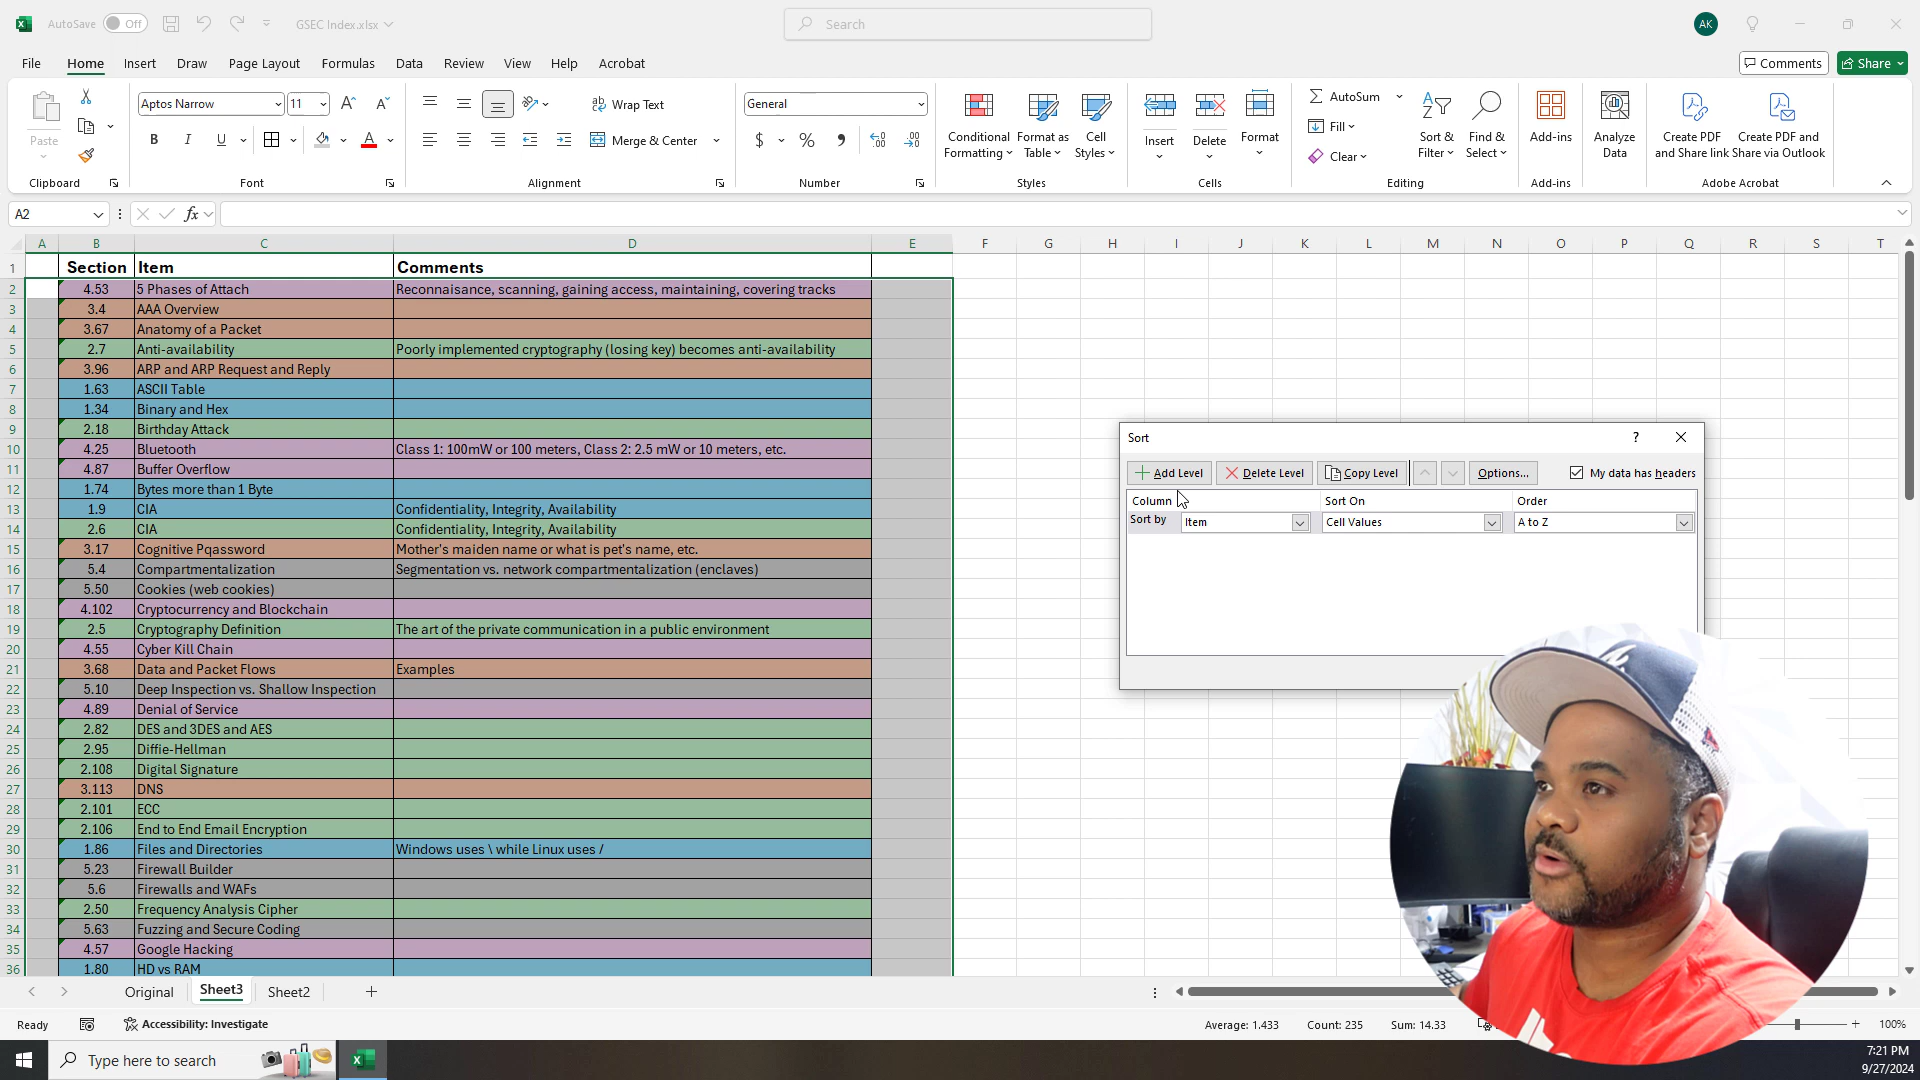 AutoSave Off GSEC Index.xlsx Search AK
File Home Insert Draw Page Layout Formulas Data Review View Help Acrobat Comments Share
Paste Aptos Narrow 11 Wrap Text General Conditional Formatting Format as Table Cell Styles Insert Delete Format AutoSum Fill Clear Sort & Filter Find & Select Add-ins Analyze Data Create PDF and Share link Create PDF and Share via Outlook
B I U A Merge & Center $ %
Clipboard Font Alignment Number Styles Cells Editing Add-ins Adobe Acrobat
A2 fx
A B C D E F G H I J K L M N O P Q R S T
1 Section Item Comments
2 4.53 5 Phases of Attach Reconnaisance, scanning, gaining access, maintaining, covering tracks
3 3.4 AAA Overview
4 3.67 Anatomy of a Packet
5 2.7 Anti-availability Poorly implemented cryptography (losing key) becomes anti-availability
6 3.96 ARP and ARP Request and Reply
7 1.63 ASCII Table
8 1.34 Binary and Hex
9 2.18 Birthday Attack
10 4.25 Bluetooth Class 1: 100mW or 100 meters, Class 2: 2.5 mW or 10 meters, etc.
11 4.87 Buffer Overflow
12 1.74 Bytes more than 1 Byte
13 1.9 CIA Confidentiality, Integrity, Availability
14 2.6 CIA Confidentiality, Integrity, Availability
15 3.17 Cognitive Pqassword Mother's maiden name or what is pet's name, etc.
16 5.4 Compartmentalization Segmentation vs. network compartmentalization (enclaves)
17 5.50 Cookies (web cookies)
18 4.102 Cryptocurrency and Blockchain
19 2.5 Cryptography Definition The art of the private communication in a public environment
20 4.55 Cyber Kill Chain
21 3.68 Data and Packet Flows Examples
22 5.10 Deep Inspection vs. Shallow Inspection
23 4.89 Denial of Service
24 2.82 DES and 3DES and AES
25 2.95 Diffie-Hellman
26 2.108 Digital Signature
27 3.113 DNS
28 2.101 ECC
29 2.106 End to End Email Encryption
30 1.86 Files and Directories Windows uses \ while Linux uses /
31 5.23 Firewall Builder
32 5.6 Firewalls and WAFs
33 2.50 Frequency Analysis Cipher
34 5.63 Fuzzing and Secure Coding
35 4.57 Google Hacking
36 1.80 HD vs RAM
Sort ?
Add Level Delete Level Copy Level Options... My data has headers
Column Sort On Order
Sort by Item Cell Values A to Z
Original Sheet3 Sheet2
Ready Accessibility: Investigate Average: 1.433 Count: 235 Sum: 14.33 100%
Type here to search
7:21 PM
9/27/2024